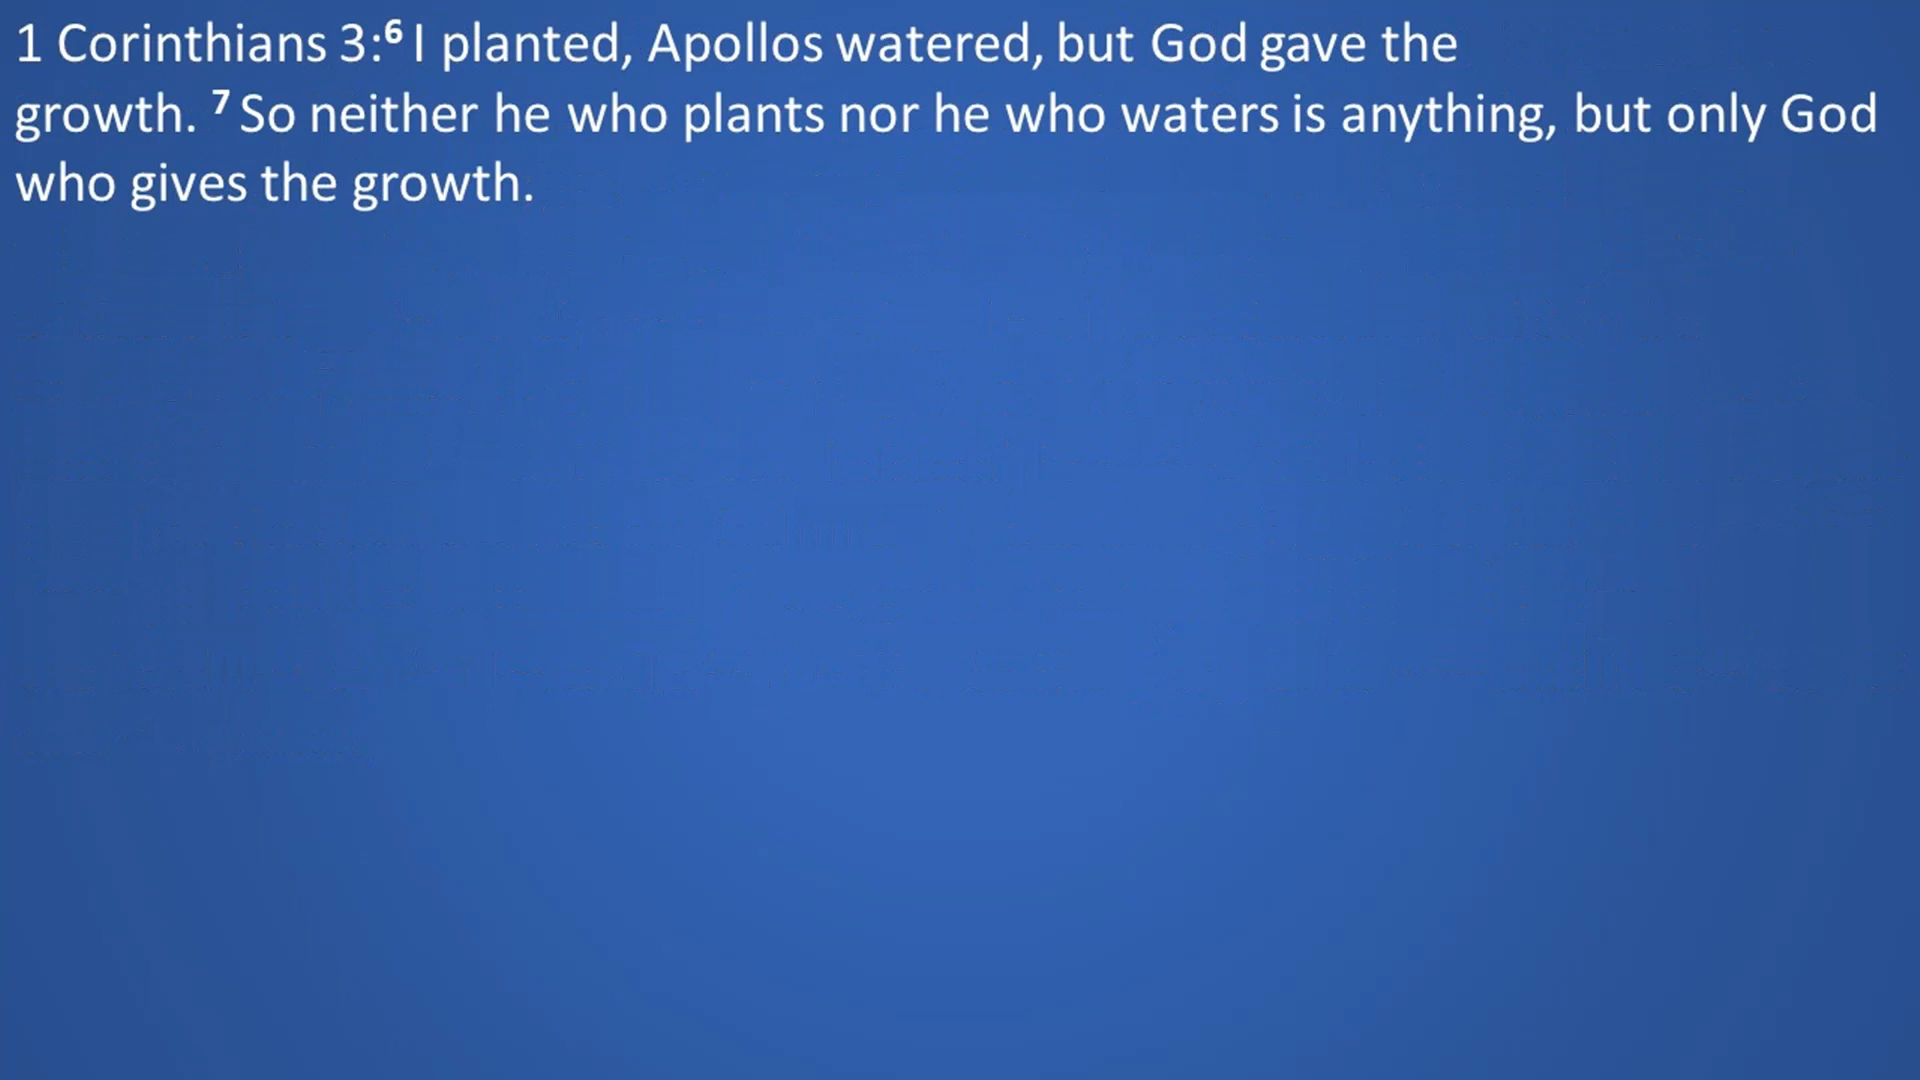 1 Corinthians 3:⁶ I planted, Apollos watered, but God gave the
growth. ⁷ So neither he who plants nor he who waters is anything, but only God
who gives the growth.